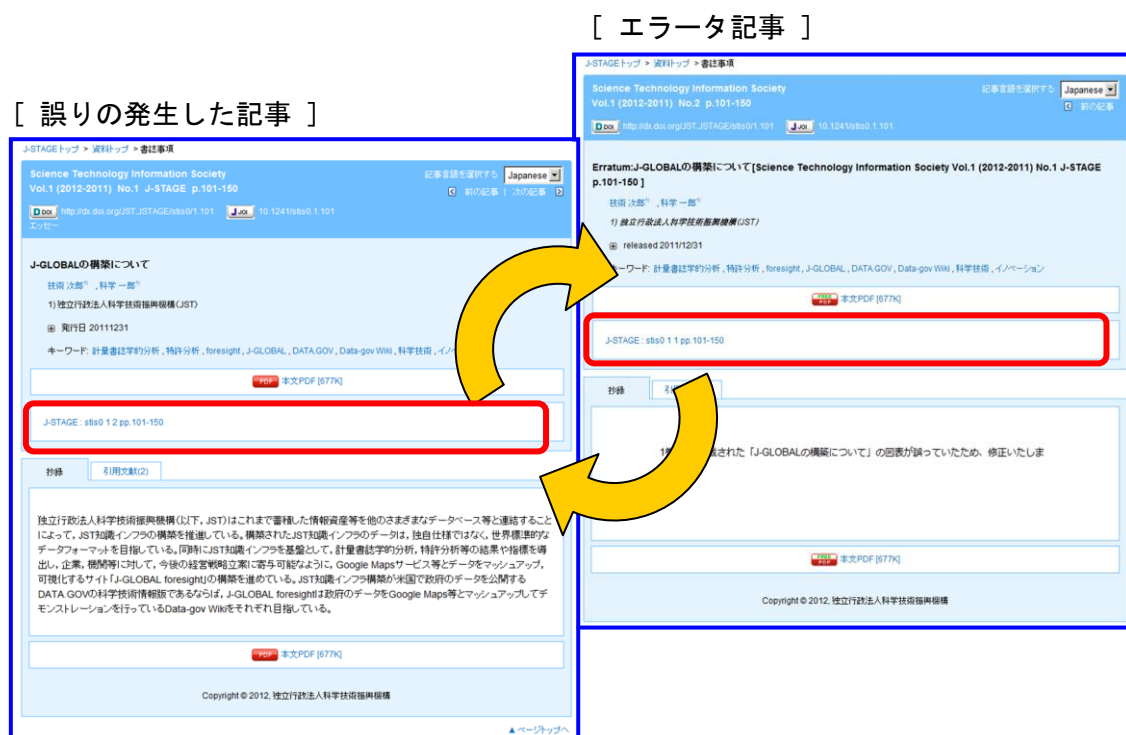 [ エラータ記事 ]
J-STAGEトップ > 資料トップ > 書誌事項
Science Technology Information Society
Vol.1 (2012-2011) No.2 p.101-150
記事言語を選択する Japanese
前の記事
DOI http://dx.doi.org/JST.JSTAGE/stis0/1.101 JOI 10.1241/stis0.1.101
Erratum:J-GLOBALの構築について[Science Technology Information Society Vol.1 (2012-2011) No.1 J-STAGE
p.101-150 ]
技術 次郎1) , 科学 一郎1)
1) 独立行政法人科学技術振興機構(JST)
released 2011/12/31
キーワード: 計量書誌学的分析 , 特許分析 , foresight , J-GLOBAL , DATA.GOV , Data-gov Wiki , 科学技術 , イノベーション
FREE PDF 本文PDF [677K]
J-STAGE : stis0 1 1 pp.101-150
抄録
された「J-GLOBALの構築について」の図表が誤っていたため、修正いたしま
FREE PDF 本文PDF [677K]
Copyright © 2012, 独立行政法人科学技術振興機構
[ 誤りの発生した記事 ]
J-STAGEトップ > 資料トップ > 書誌事項
Science Technology Information Society
Vol.1 (2012-2011) No.1 J-STAGE p.101-150
記事言語を選択する Japanese
前の記事 | 次の記事
DOI http://dx.doi.org/JST.JSTAGE/stis0/1.101 JOI 10.1241/stis0.1.101
エッセー
J-GLOBALの構築について
技術 次郎1) , 科学 一郎1)
1) 独立行政法人科学技術振興機構(JST)
発行日 20111231
キーワード: 計量書誌学的分析 , 特許分析 , foresight , J-GLOBAL , DATA.GOV , Data-gov Wiki , 科学技術 , イノ
PDF 本文PDF [677K]
J-STAGE : stis0 1 2 pp.101-150
抄録 引用文献(2)
独立行政法人科学技術振興機構(以下，JST)はこれまで蓄積した情報資産等を他のさまざまなデータベース等と連結すること
によって，JST知識インフラの構築を推進している。構築されたJST知識インフラのデータは，独自仕様ではなく，世界標準的な
データフォーマットを目指している。同時にJST知識インフラを基盤として，計量書誌学的分析，特許分析等の結果や指標を導
出し，企業，機関等に対して，今後の経営戦略立案に寄与可能なように，Google Mapsサービス等とデータをマッシュアップ，
可視化するサイト「J-GLOBAL foresight」の構築を進めている。JST知識インフラ構築が米国で政府のデータを公開する
DATA.GOVの科学技術情報版であるならば，J-GLOBAL foresightは政府のデータをGoogle Maps等とマッシュアップしてデ
モンストレーションを行っているData-gov Wikiをそれぞれ目指している。
PDF 本文PDF [677K]
Copyright © 2012, 独立行政法人科学技術振興機構
▲ページトップへ